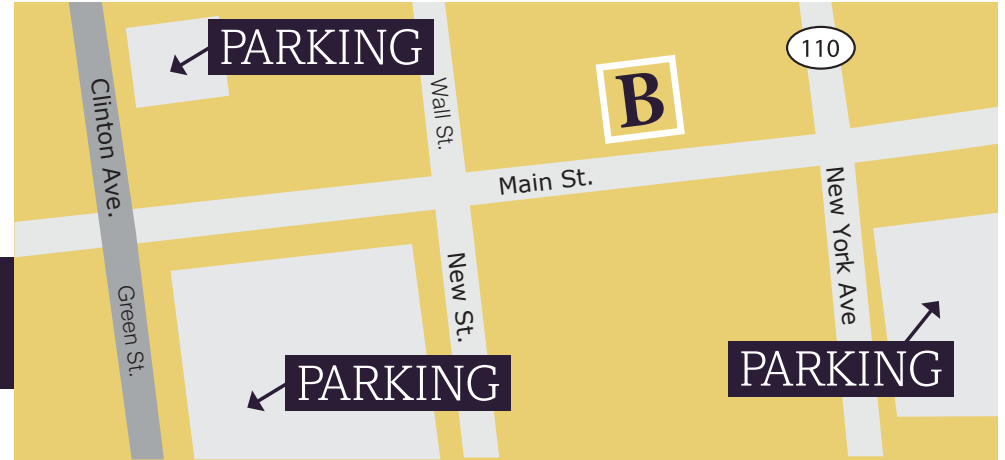 PARKING
110
Clinton Ave.
Wall St.
B
Main St.
New York Ave
New St.
Green St.
PARKING
PARKING